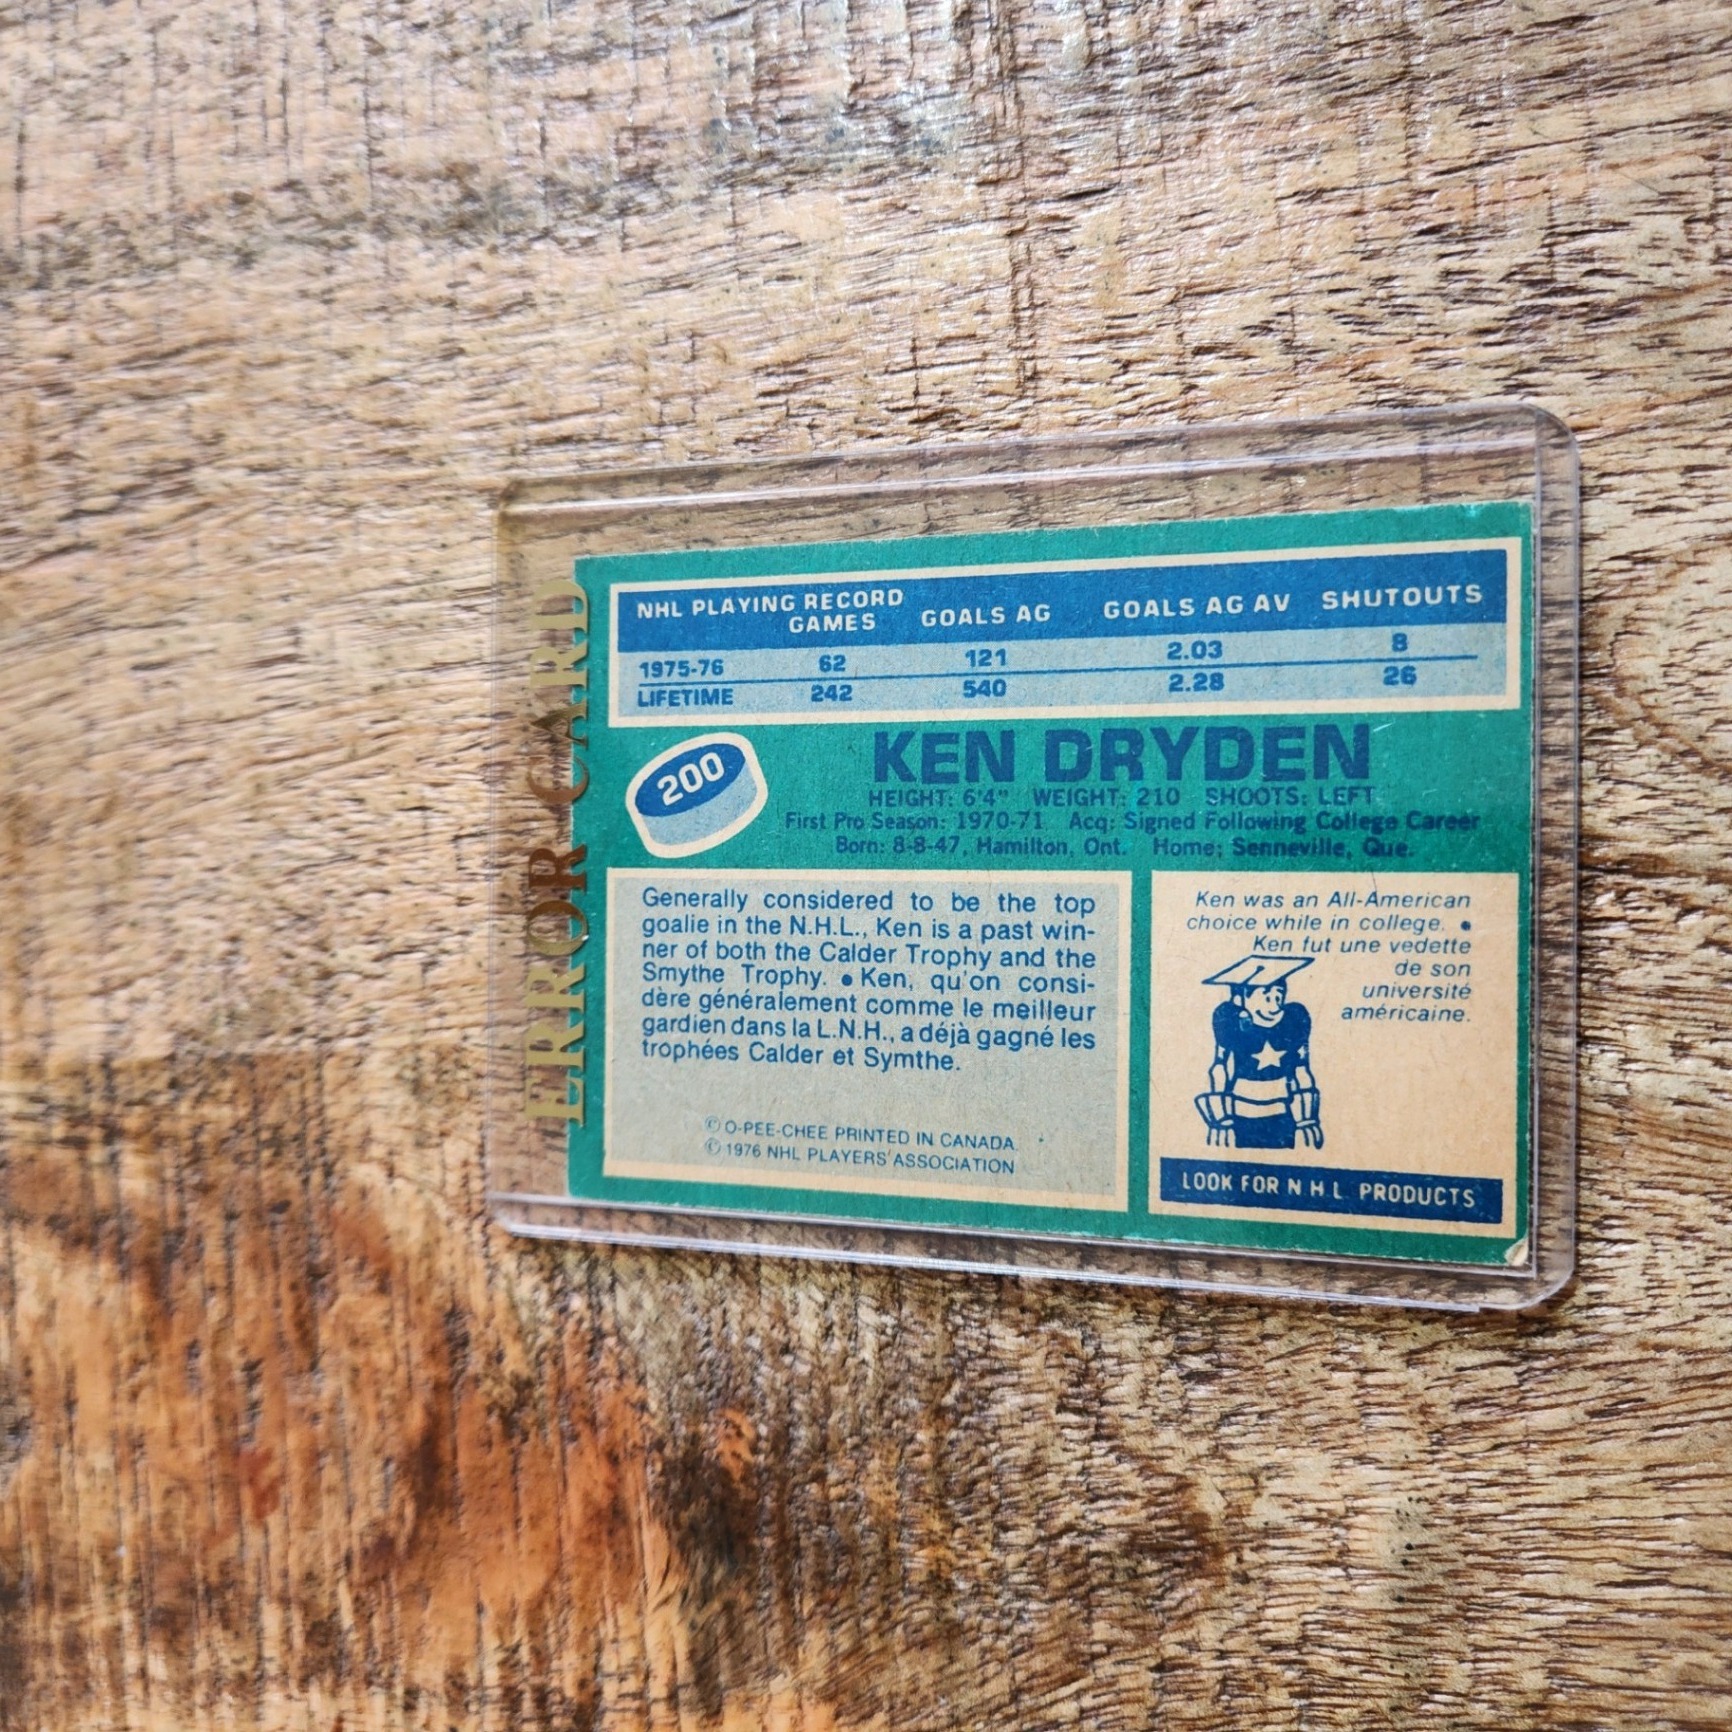 ERROR CARD
NHL PLAYING RECORD
GAMES GOALS AG GOALS AG AV SHUTOUTS
1975-76 62 121 2.03 8
LIFETIME 242 540 2.28 26
200
KEN DRYDEN
HEIGHT: 6'4" WEIGHT: 210 SHOOTS: LEFT
First Pro Season: 1970-71 Acq: Signed Following College Career
Born: 8-8-47, Hamilton, Ont. Home: Senneville, Que.
Generally considered to be the top
goalie in the N.H.L., Ken is a past win-
ner of both the Calder Trophy and the
Smythe Trophy. • Ken, qu'on consi-
dère généralement comme le meilleur
gardien dans la L.N.H., a déjà gagné les
trophées Calder et Symthe.
© O-PEE-CHEE PRINTED IN CANADA
© 1976 NHL PLAYERS' ASSOCIATION
Ken was an All-American
choice while in college. •
Ken fut une vedette
de son
université
américaine.
LOOK FOR N H L PRODUCTS